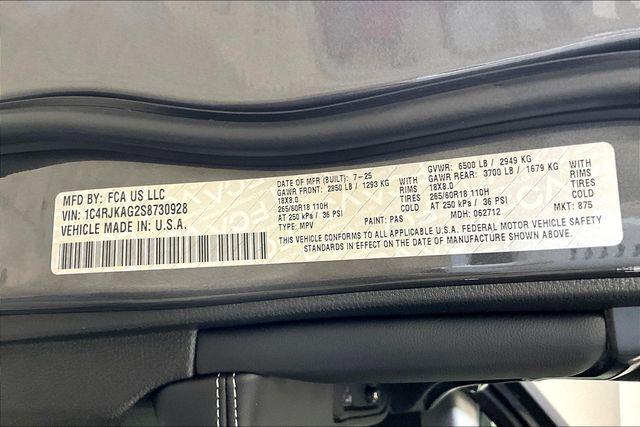 MFD BY: FCA US LLC
VIN: 1C4RJKAG2S8730928
VEHICLE MADE IN: U.S.A.
DATE OF MFR (BUILT): 7-25
GAWR FRONT: 2850 LB / 1293 KG WITH
18X8.0 RIMS
265/60R18 110H TIRES
AT 250 kPa / 36 PSI COLD
TYPE: MPV PAINT: PAS
GVWR: 6500 LB / 2949 KG
GAWR REAR: 3700 LB / 1679 KG WITH
18X8.0 RIMS
265/60R18 110H TIRES
AT 250 kPa / 36 PSI COLD
MDH: 062712 MKT: 875
THIS VEHICLE CONFORMS TO ALL APPLICABLE U.S.A. FEDERAL MOTOR VEHICLE SAFETY
STANDARDS IN EFFECT ON THE DATE OF MANUFACTURE SHOWN ABOVE.